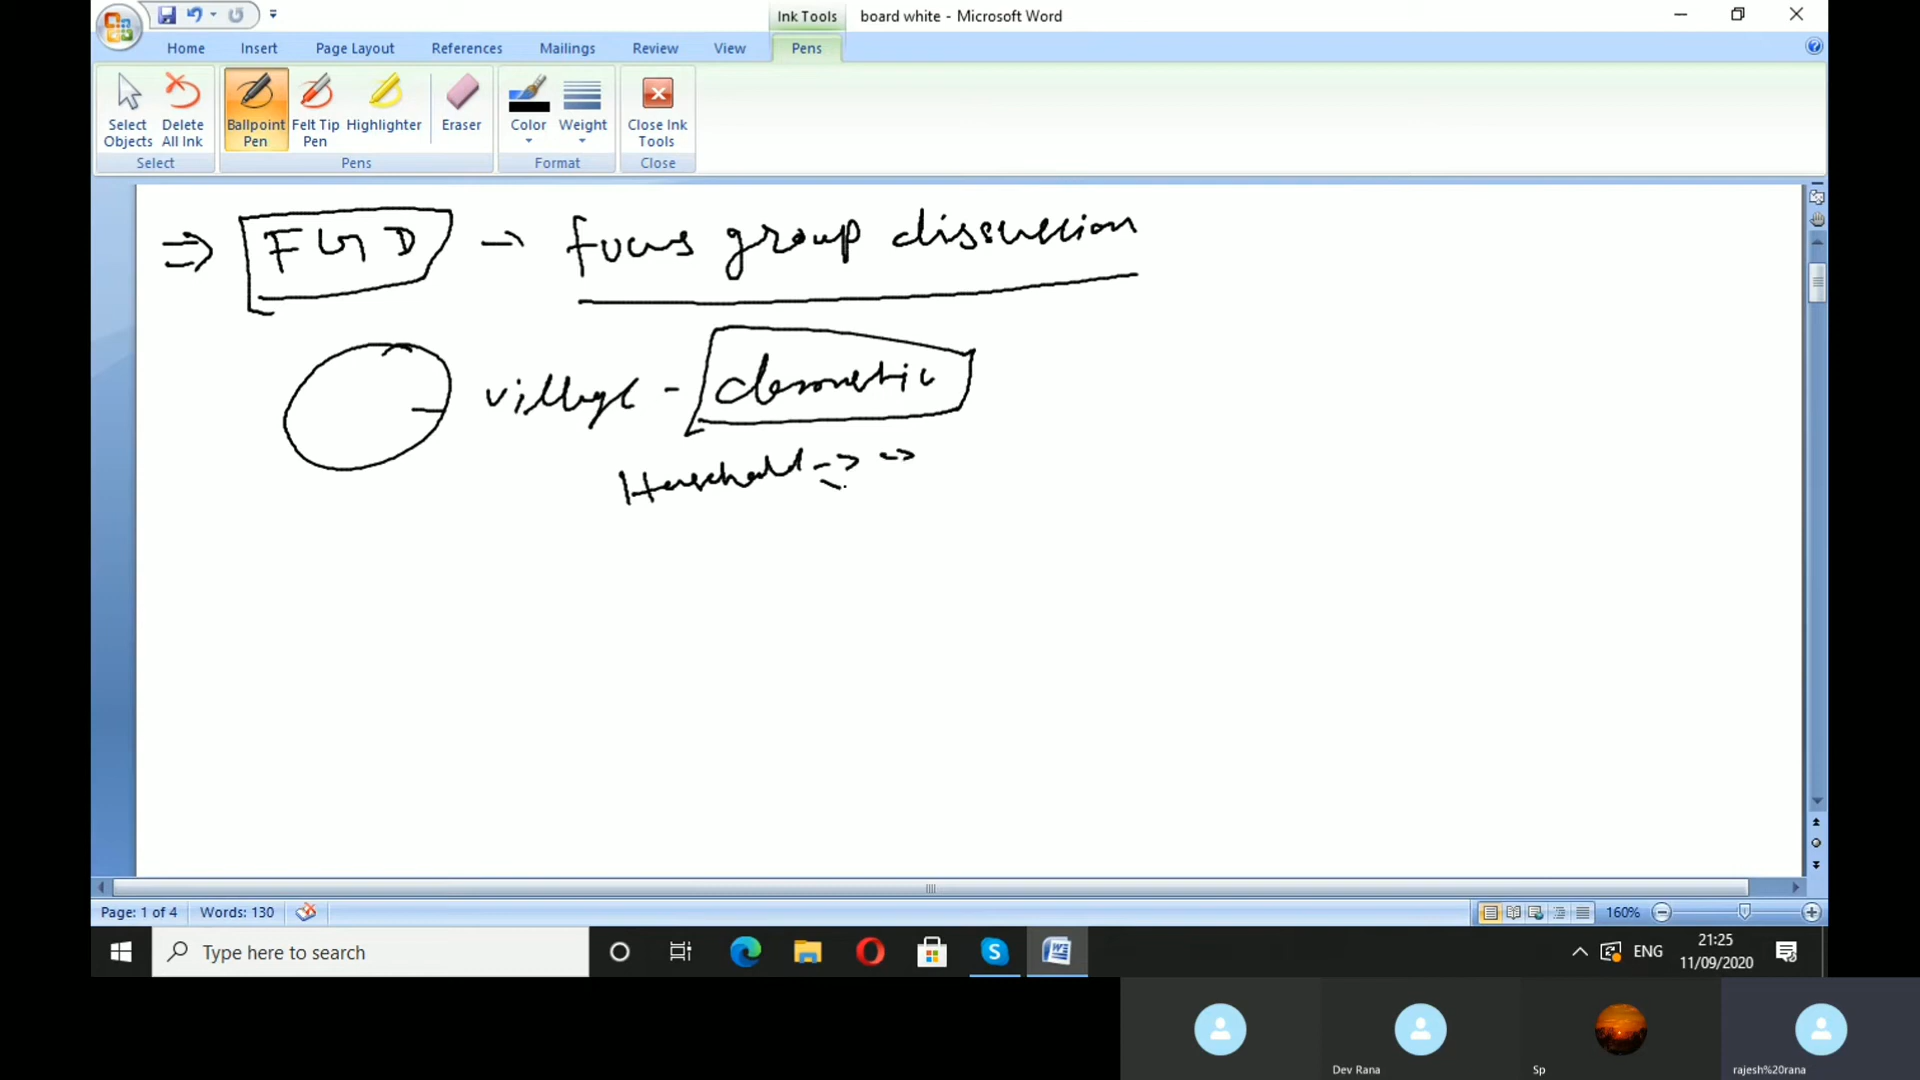 board white - Microsoft Word
Ink Tools
Home Insert Page Layout References Mailings Review View Pens
Select Objects
Delete All Ink
Ballpoint Pen
Felt Tip Pen
Highlighter
Eraser
Color
Weight
Close Ink Tools
Select Pens Format Close
⇒ FGD → focus group disscussion
village - domestic
Household → →
Page: 1 of 4 Words: 130 160%
Type here to search
ENG
21:25
11/09/2020
Dev Rana Sp rajesh%20rana